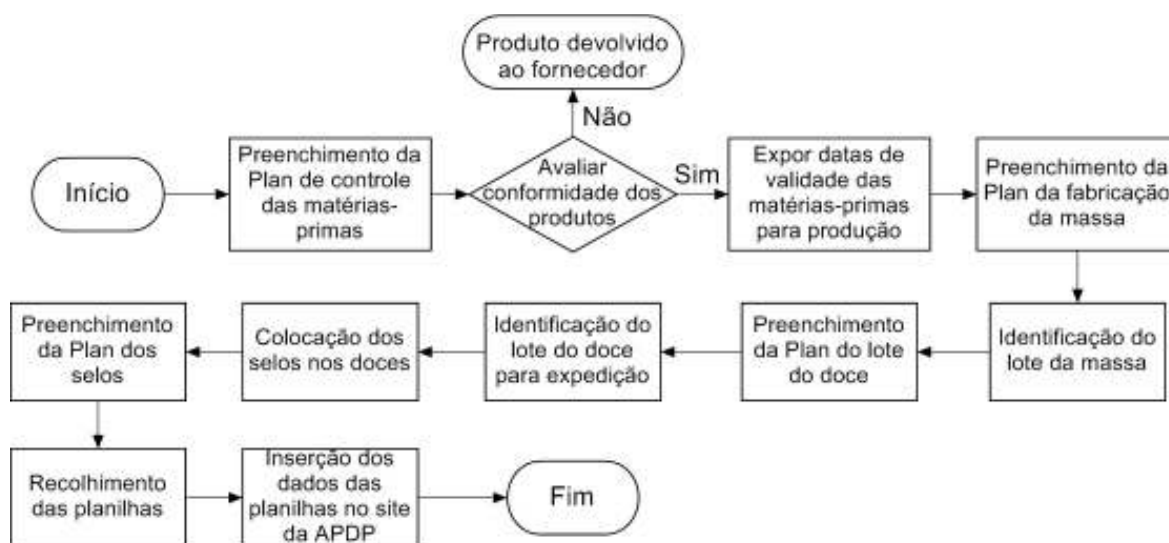 Produto devolvido
ao fornecedor
Não
Início
Preenchimento da
Plan de controle
das matérias-
primas
Avaliar
conformidade dos
produtos
Sim
Expor datas de
validade das
matérias-primas
para produção
Preenchimento da
Plan da fabricação
da massa
Preenchimento
da Plan dos
selos
Colocação dos
selos nos doces
Identificação do
lote do doce
para expedição
Preenchimento
da Plan do lote
do doce
Identificação do
lote da massa
Recolhimento
das planilhas
Inserção dos
dados das
planilhas no site
da APDP
Fim